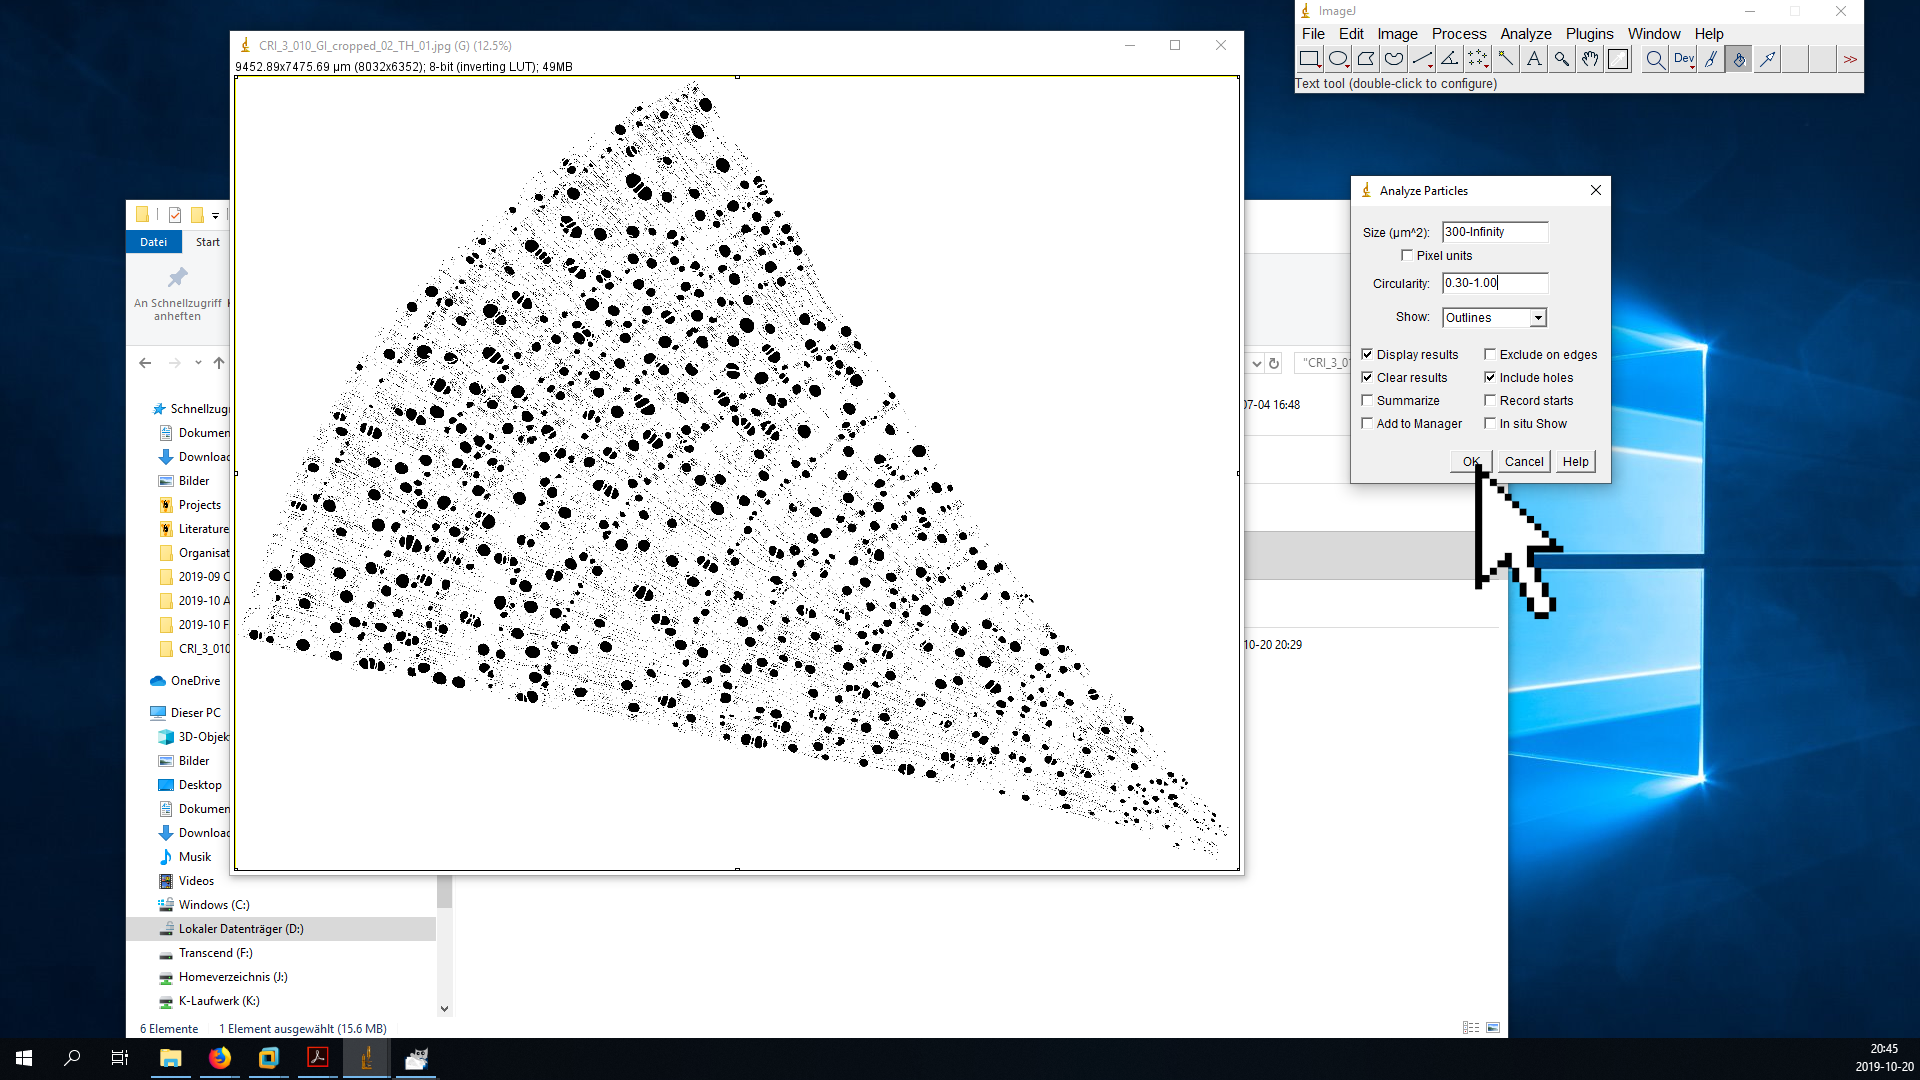 CRI_3_010_GI_cropped_02_TH_01.jpg (G) (12.5%)
9452.89x7475.69 µm (8032x6352); 8-bit (inverting LUT); 49MB
ImageJ
File Edit Image Process Analyze Plugins Window Help
Dev
>>
Text tool (double-click to configure)
Analyze Particles
Size (µm^2): 300-Infinity
Pixel units
Circularity: 0.30-1.00
Show: Outlines
Display results Exclude on edges
Clear results Include holes
Summarize Record starts
Add to Manager In situ Show
OK Cancel Help
Datei Start
An Schnellzugriff
anheften
"CRI_3_01
07-04 16:48
10-20 20:29
Schnellzug
Dokumen
Download
Bilder
Projects
Literature
Organisat
2019-09 C
2019-10 A
2019-10 F
CRI_3_010
OneDrive
Dieser PC
3D-Objek
Bilder
Desktop
Dokumen
Download
Musik
Videos
Windows (C:)
Lokaler Datenträger (D:)
Transcend (F:)
Homeverzeichnis (J:)
K-Laufwerk (K:)
6 Elemente 1 Element ausgewählt (15.6 MB)
20:45
2019-10-20